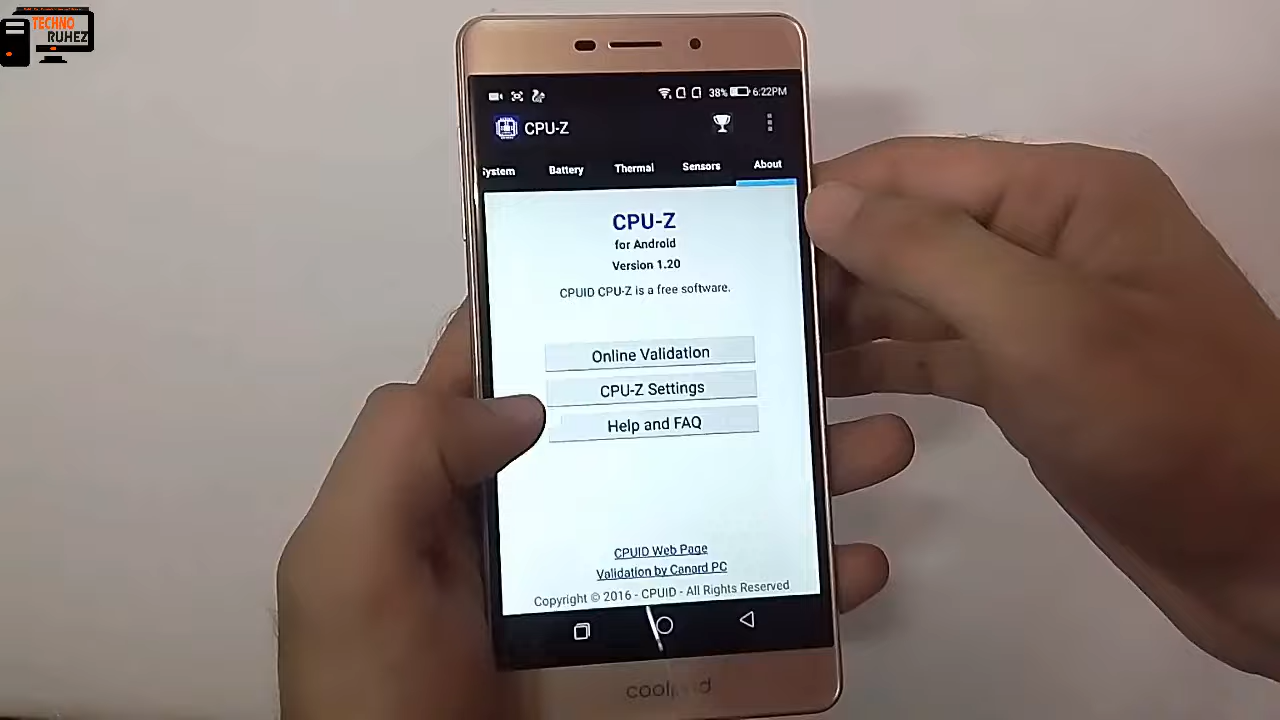 TECHNO
RUHEZ
38% 6:22PM
CPU-Z
System Battery Thermal Sensors About
CPU-Z
for Android
Version 1.20
CPUID CPU-Z is a free software.
Online Validation
CPU-Z Settings
Help and FAQ
CPUID Web Page
Validation by Canard PC
Copyright © 2016 - CPUID - All Rights Reserved